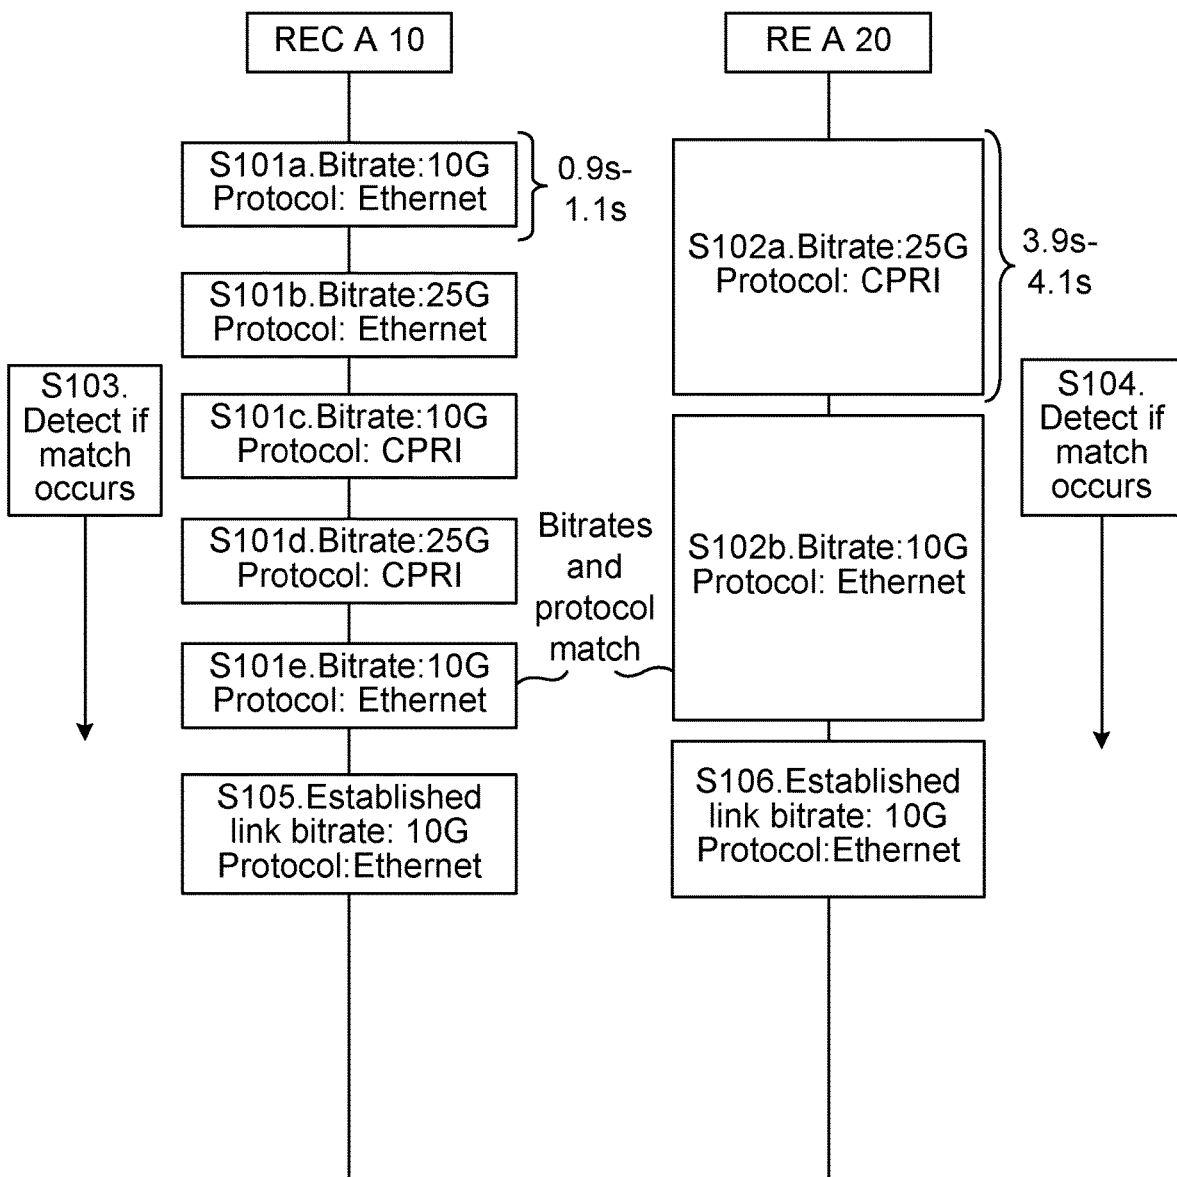 REC A 10
RE A 20
S101a.Bitrate:10G
Protocol: Ethernet
0.9s-
1.1s
S102a.Bitrate:25G
Protocol: CPRI
3.9s-
4.1s
S101b.Bitrate:25G
Protocol: Ethernet
S103.
Detect if
match
occurs
S101c.Bitrate:10G
Protocol: CPRI
S104.
Detect if
match
occurs
S101d.Bitrate:25G
Protocol: CPRI
Bitrates
and
protocol
match
S102b.Bitrate:10G
Protocol: Ethernet
S101e.Bitrate:10G
Protocol: Ethernet
S105.Established
link bitrate: 10G
Protocol:Ethernet
S106.Established
link bitrate: 10G
Protocol:Ethernet